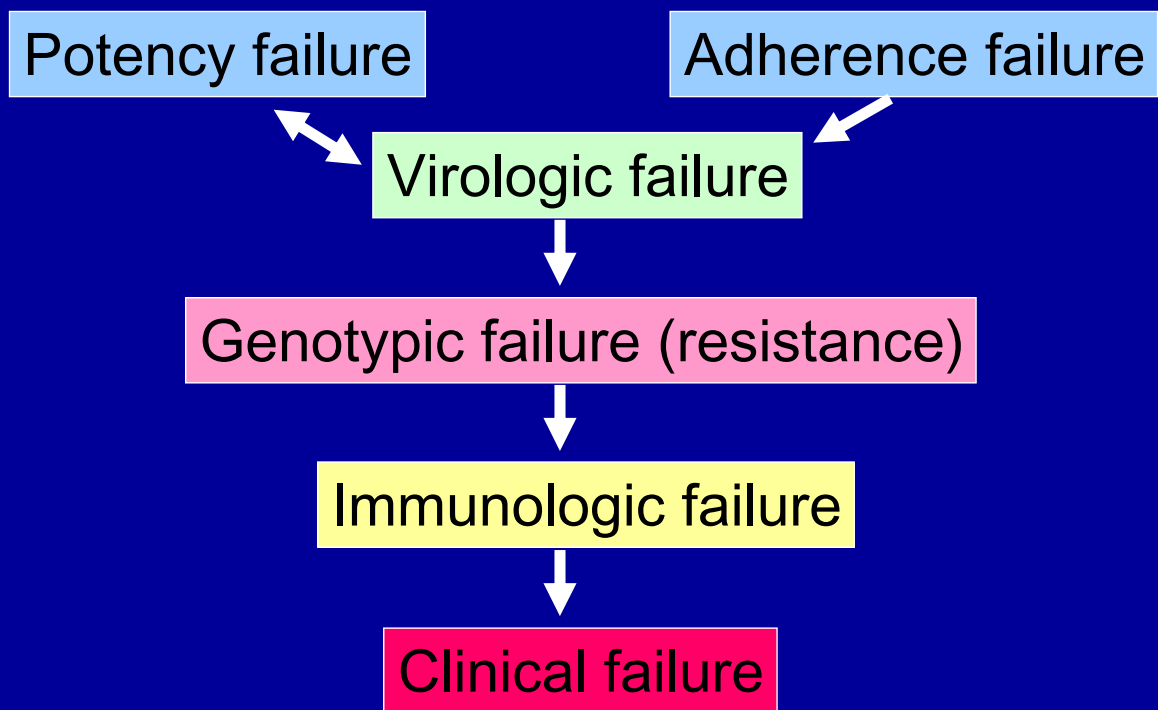 Potency failure
Adherence failure
Virologic failure
Genotypic failure (resistance)
Immunologic failure
Clinical failure